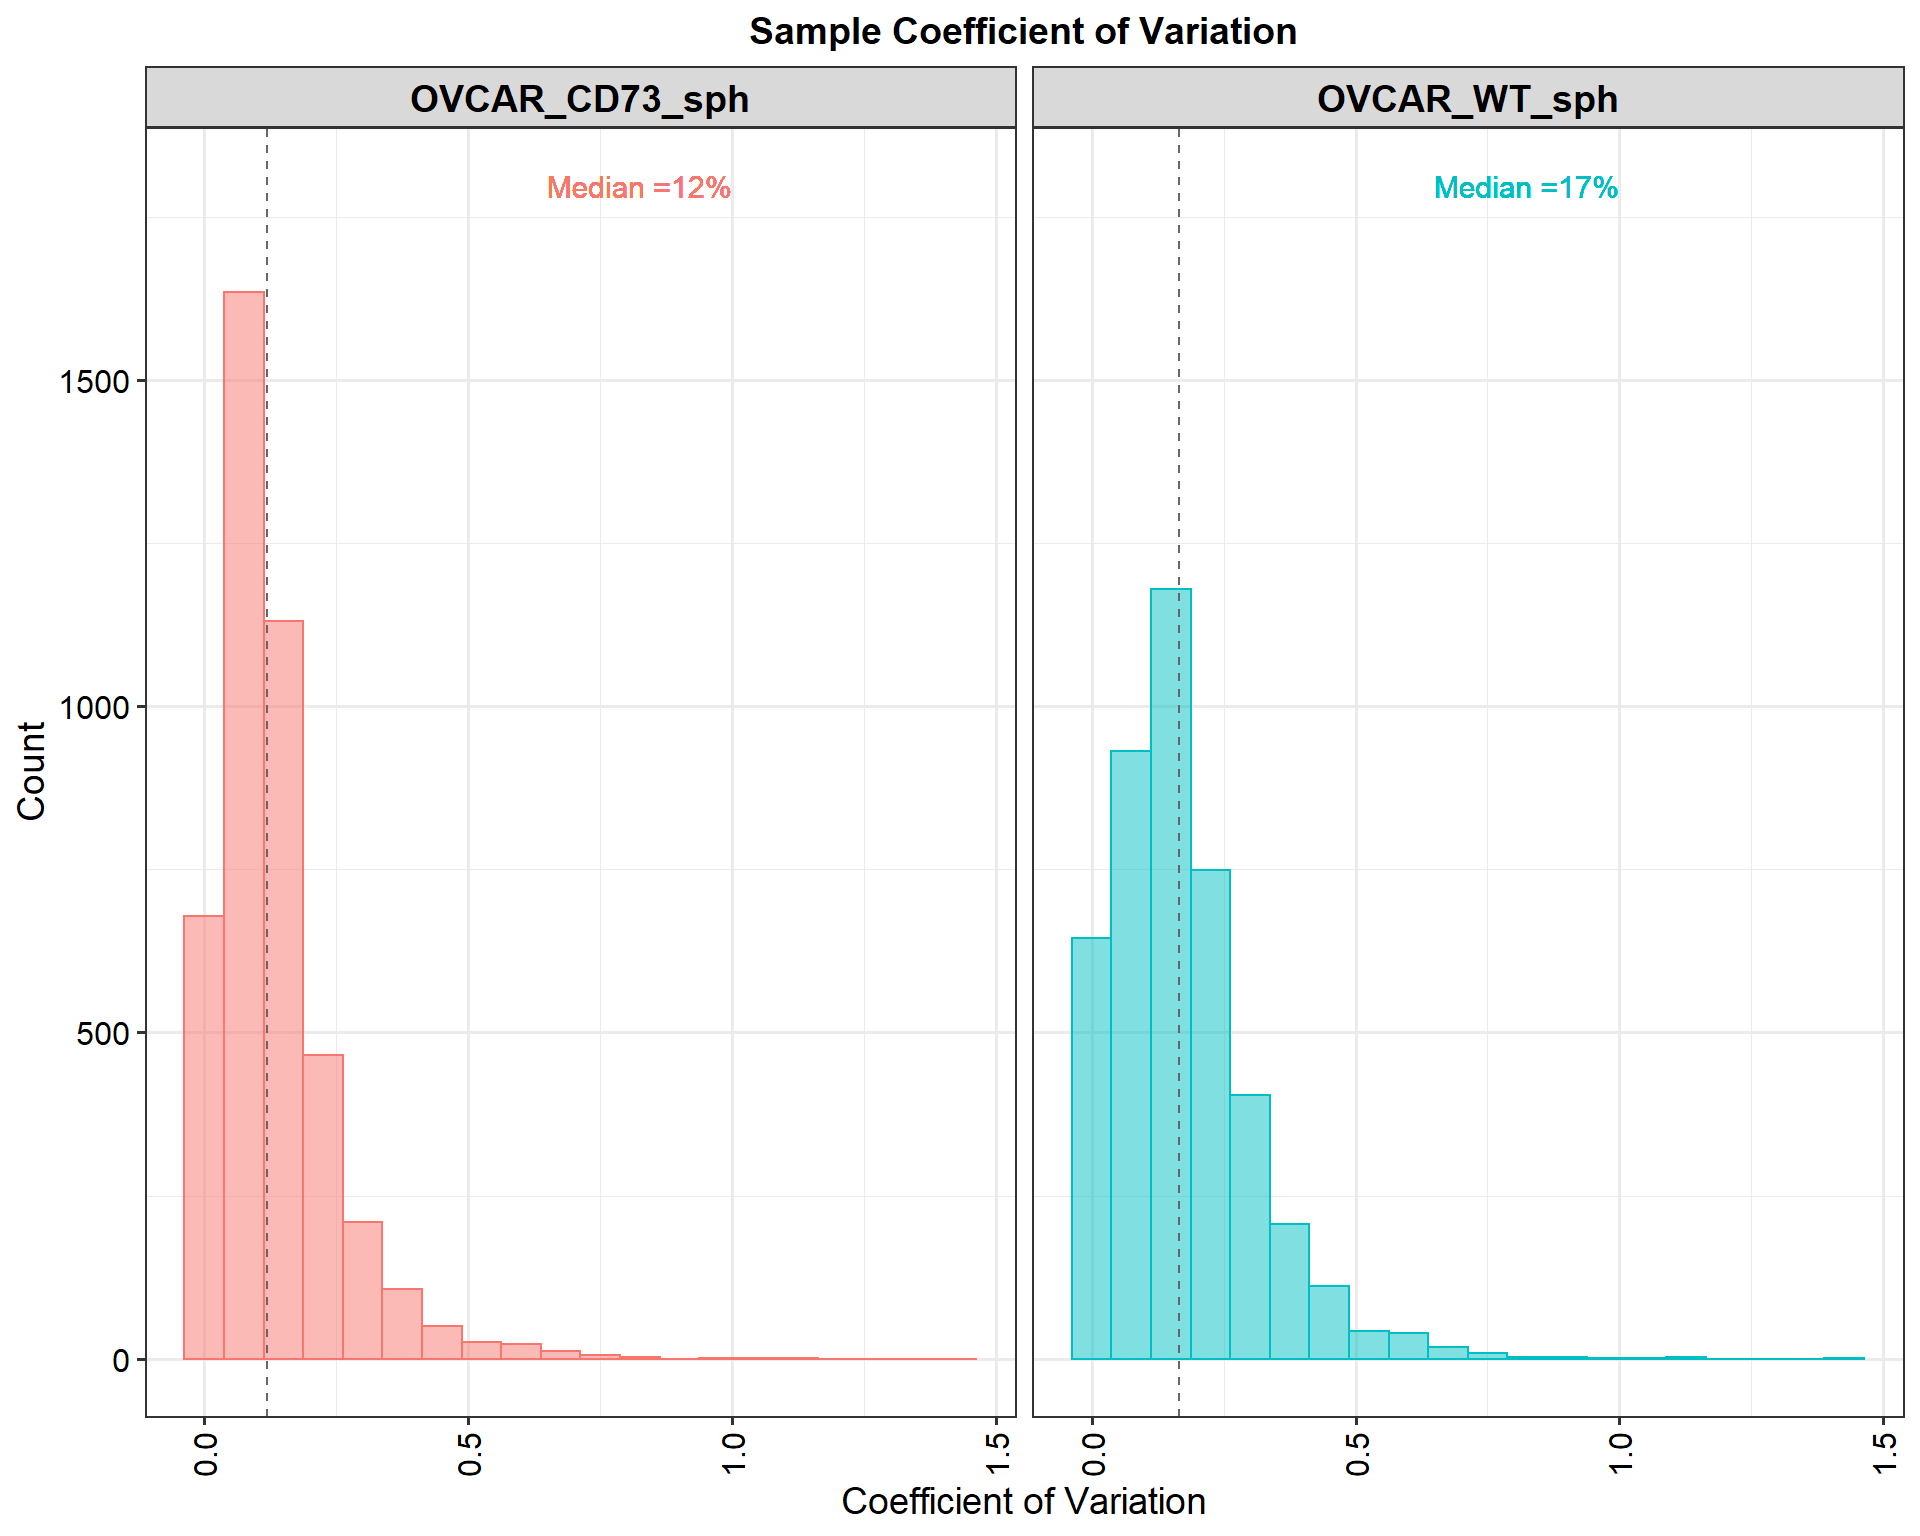 Sample Coefficient of Variation
OVCAR_CD73_sph
OVCAR_WT_sph
Median =12%
Median =17%
Count
1500
1000
500
0
0.0
0.5
1.0
1.5
0.0
0.5
1.0
1.5
Coefficient of Variation